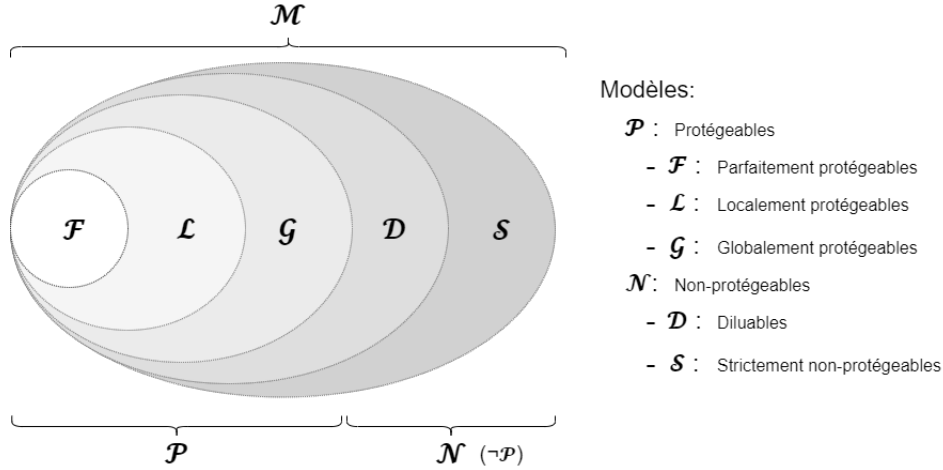 ℳ
ℱ ℒ 𝒢 𝒟 𝒮
𝒫 𝒩 (¬𝒫)
Modèles:
𝒫 : Protégeables
- ℱ : Parfaitement protégeables
- ℒ : Localement protégeables
- 𝒢 : Globalement protégeables
𝒩 : Non-protégeables
- 𝒟 : Diluables
- 𝒮 : Strictement non-protégeables